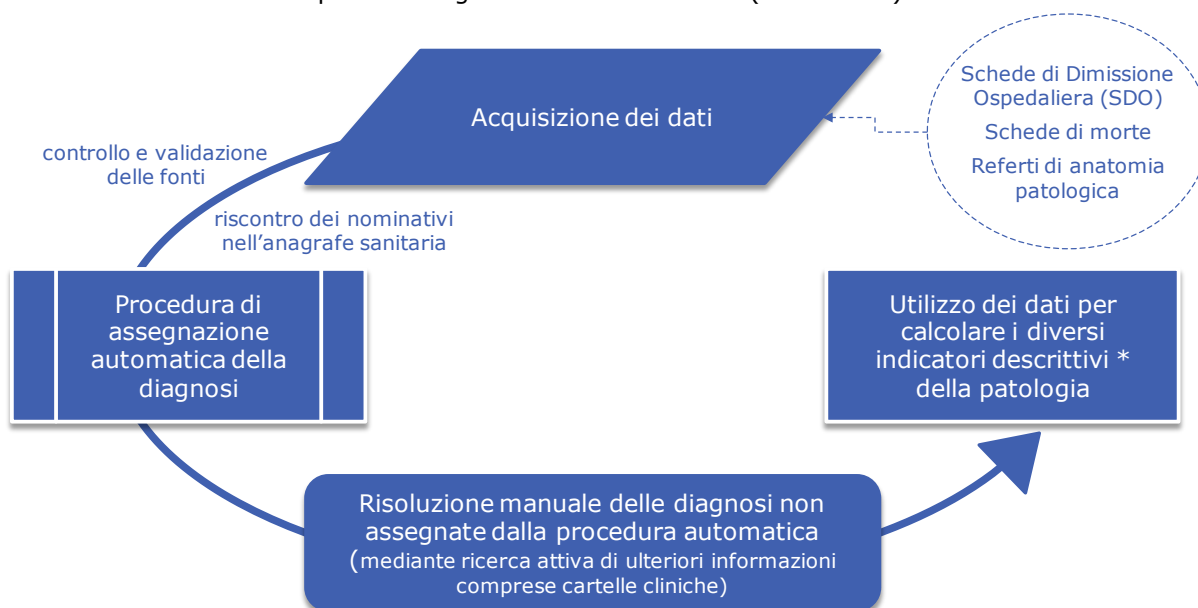 Acquisizione dei dati
Schede di Dimissione
Ospedaliera (SDO)
Schede di morte
Referti di anatomia
patologica
controllo e validazione
delle fonti
riscontro dei nominativi
nell’anagrafe sanitaria
Procedura di
assegnazione
automatica della
diagnosi
Utilizzo dei dati per
calcolare i diversi
indicatori descrittivi *
della patologia
Risoluzione manuale delle diagnosi non
assegnate dalla procedura automatica
(mediante ricerca attiva di ulteriori informazioni
comprese cartelle cliniche)